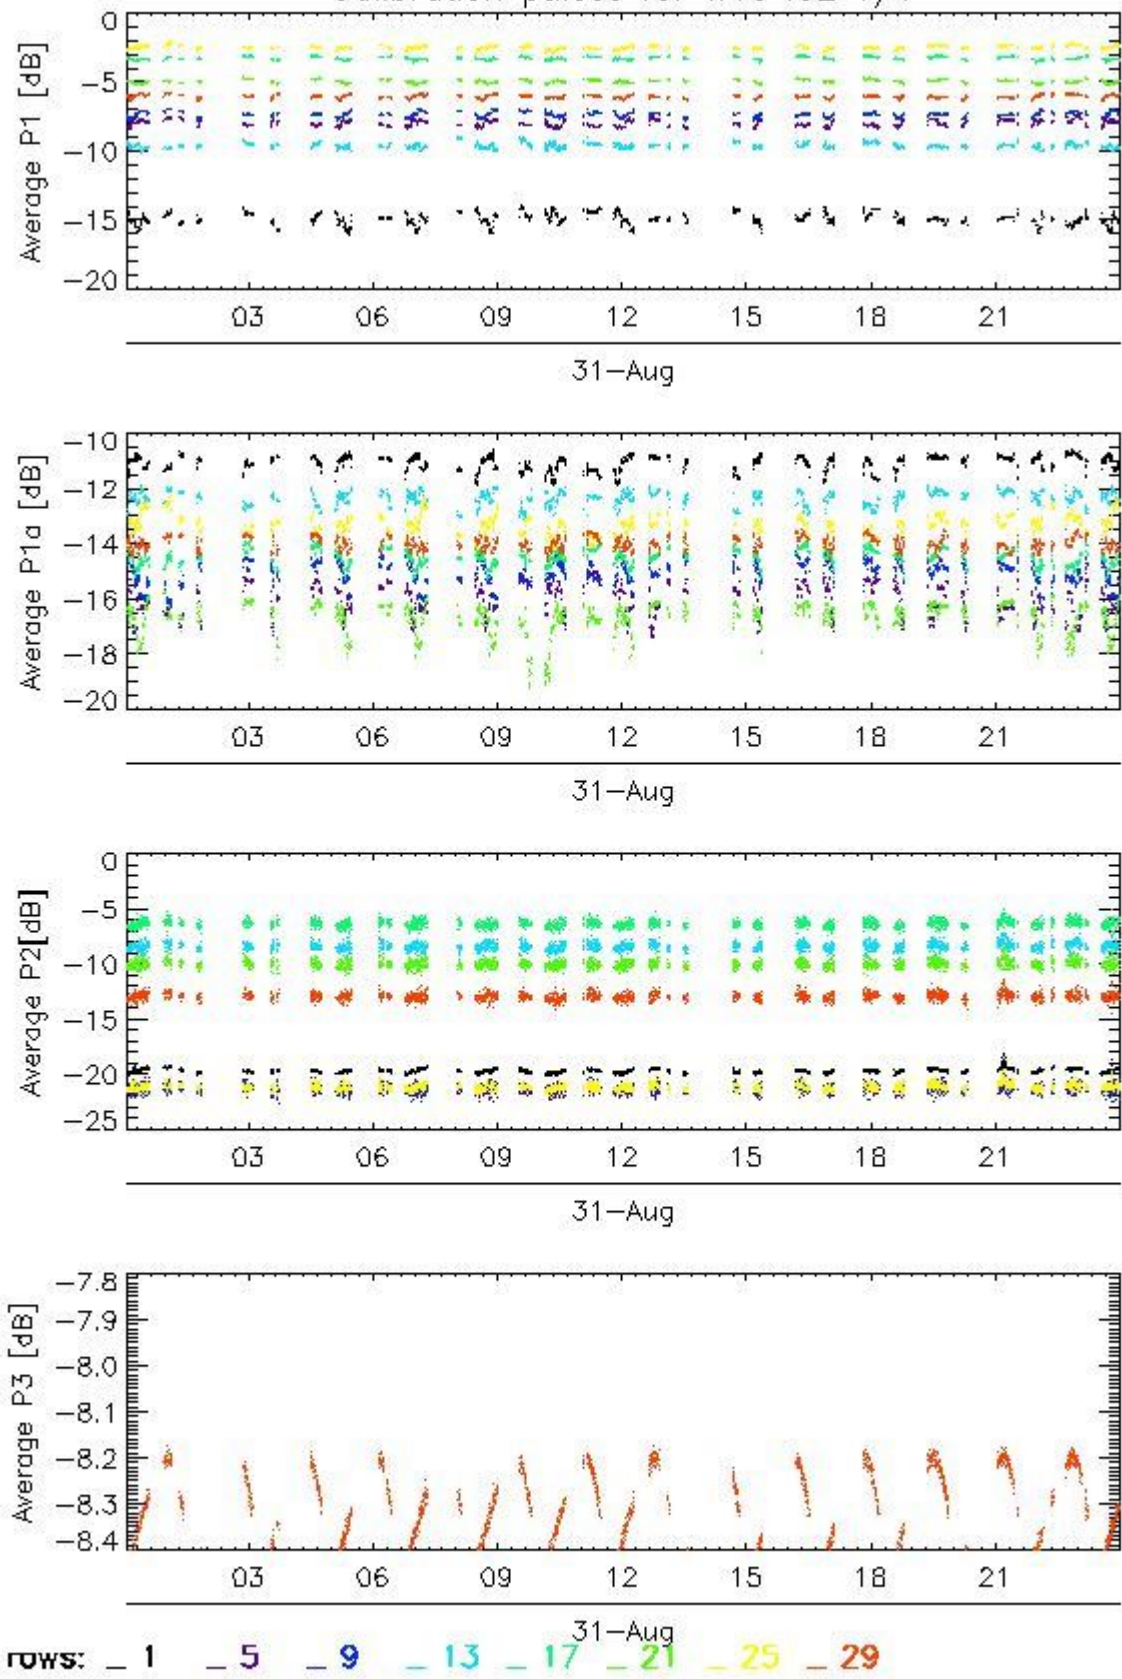 0
−5
−10
−15
−20
Average P1 [dB]
03 06 09 12 15 18 21
31−Aug
−10
−12
−14
−16
−18
−20
Average P1a [dB]
03 06 09 12 15 18 21
31−Aug
0
−5
−10
−15
−20
−25
Average P2[dB]
03 06 09 12 15 18 21
31−Aug
−7.8
−7.9
−8.0
−8.1
−8.2
−8.3
−8.4
Average P3 [dB]
03 06 09 12 15 18 21
31−Aug
rows: _ 1 _ 5 _ 9 _ 13 _ 17 _ 21 _ 25 _ 29